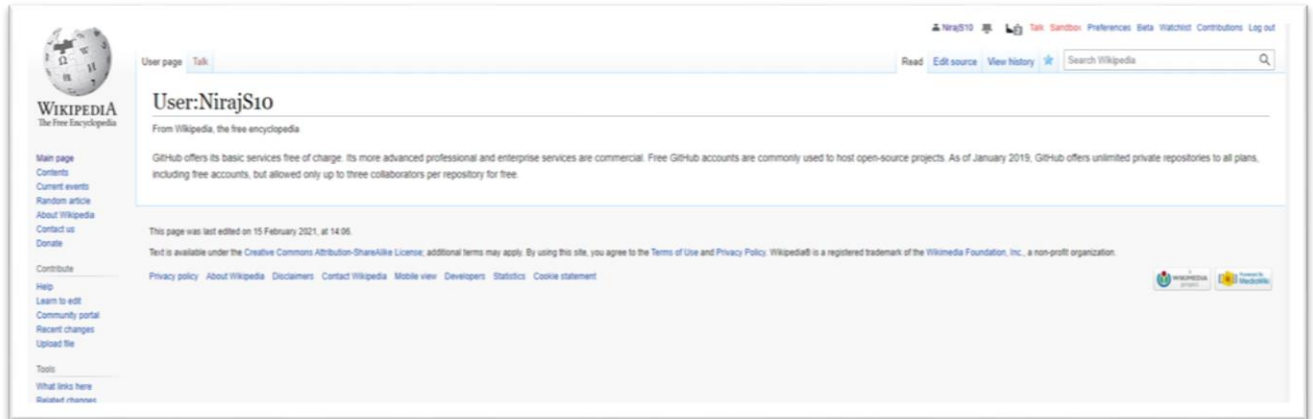 NirajS10 Talk Sandbox Preferences Beta Watchlist Contributions Log out
User page Talk Read Edit source View history Search Wikipedia
WIKIPEDIA
The Free Encyclopedia
User:NirajS10
From Wikipedia, the free encyclopedia
GitHub offers its basic services free of charge. Its more advanced professional and enterprise services are commercial. Free GitHub accounts are commonly used to host open-source projects. As of January 2019, GitHub offers unlimited private repositories to all plans,
including free accounts, but allowed only up to three collaborators per repository for free.
Main page
Contents
Current events
Random article
About Wikipedia
Contact us
Donate
Contribute
Help
Learn to edit
Community portal
Recent changes
Upload file
Tools
What links here
Related changes
This page was last edited on 15 February 2021, at 14:06.
Text is available under the Creative Commons Attribution-ShareAlike License; additional terms may apply. By using this site, you agree to the Terms of Use and Privacy Policy. Wikipedia® is a registered trademark of the Wikimedia Foundation, Inc., a non-profit organization.
Privacy policy About Wikipedia Disclaimers Contact Wikipedia Mobile view Developers Statistics Cookie statement
A WIKIMEDIA project
Powered By MediaWiki